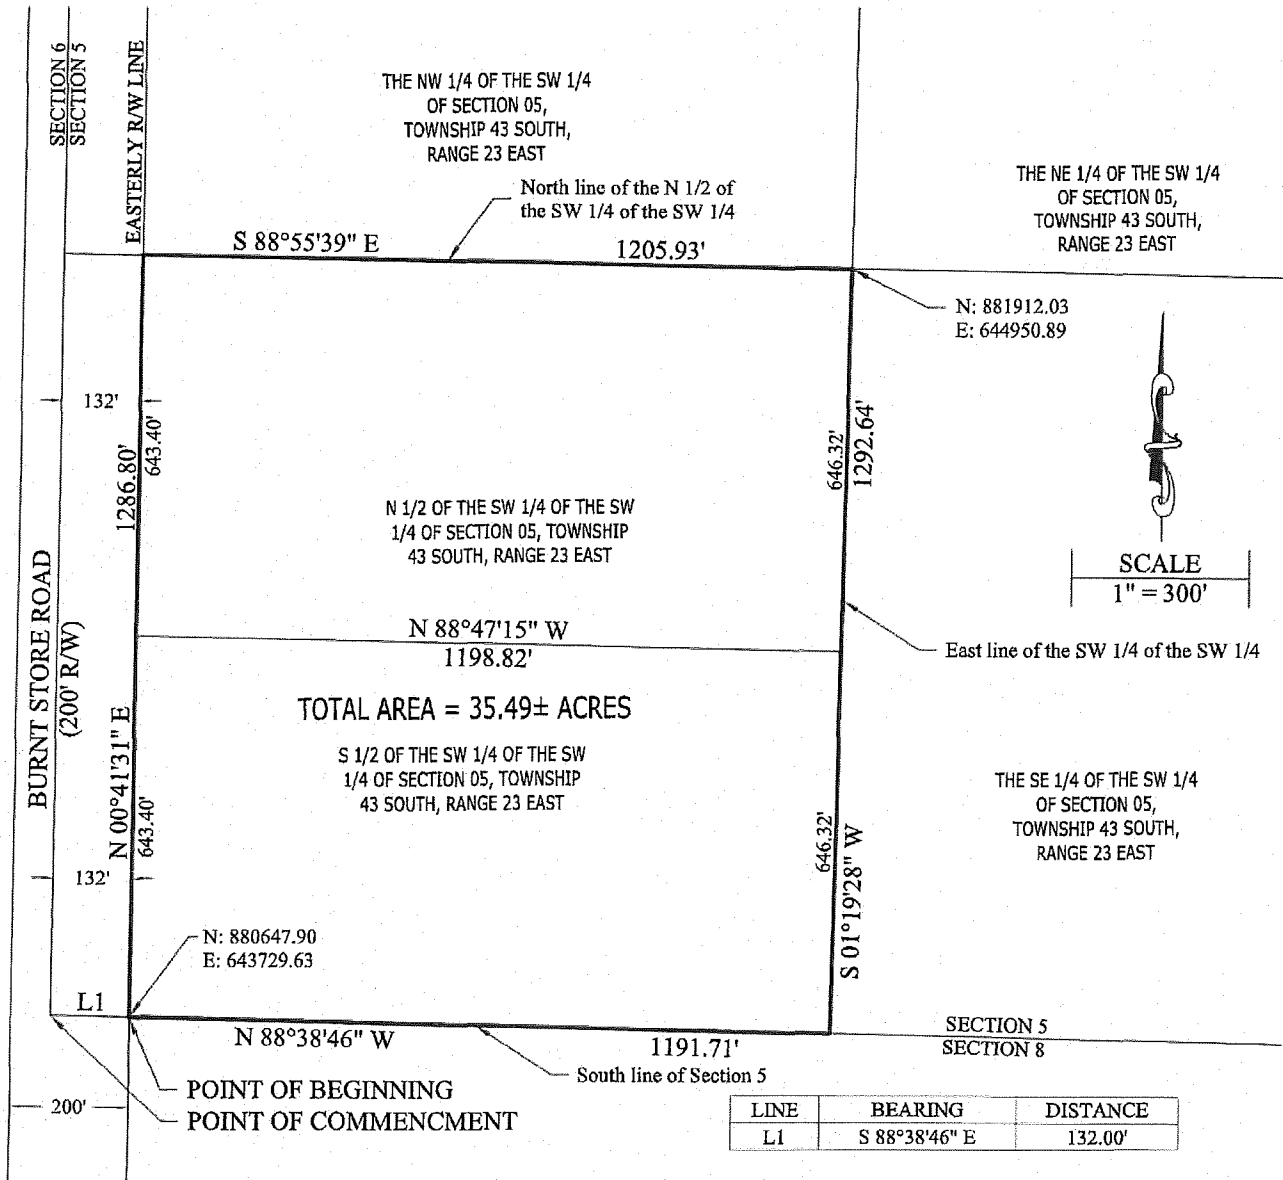 SECTION 6
SECTION 5
EASTERLY R/W LINE
THE NW 1/4 OF THE SW 1/4
OF SECTION 05,
TOWNSHIP 43 SOUTH,
RANGE 23 EAST
THE NE 1/4 OF THE SW 1/4
OF SECTION 05,
TOWNSHIP 43 SOUTH,
RANGE 23 EAST
North line of the N 1/2 of
the SW 1/4 of the SW 1/4
S 88°55'39" E
1205.93'
N: 881912.03
E: 644950.89
132'
1286.80'
643.40'
646.32'
1292.64'
N 1/2 OF THE SW 1/4 OF THE SW
1/4 OF SECTION 05, TOWNSHIP
43 SOUTH, RANGE 23 EAST
SCALE
1" = 300'
BURNT STORE ROAD
(200' R/W)
N 88°47'15" W
1198.82'
East line of the SW 1/4 of the SW 1/4
TOTAL AREA = 35.49± ACRES
S 1/2 OF THE SW 1/4 OF THE SW
1/4 OF SECTION 05, TOWNSHIP
43 SOUTH, RANGE 23 EAST
THE SE 1/4 OF THE SW 1/4
OF SECTION 05,
TOWNSHIP 43 SOUTH,
RANGE 23 EAST
N 00°41'31" E
643.40'
646.32'
S 01°19'28" W
132'
N: 880647.90
E: 643729.63
L1
N 88°38'46" W
1191.71'
SECTION 5
SECTION 8
South line of Section 5
POINT OF BEGINNING
POINT OF COMMENCMENT
200'
LINE BEARING DISTANCE
L1 S 88°38'46" E 132.00'